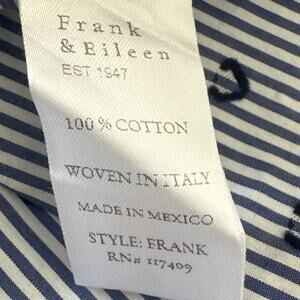 Frank
& Eileen
EST 1947
100% COTTON
WOVEN IN ITALY
MADE IN MEXICO
STYLE: FRANK
RN# 117409